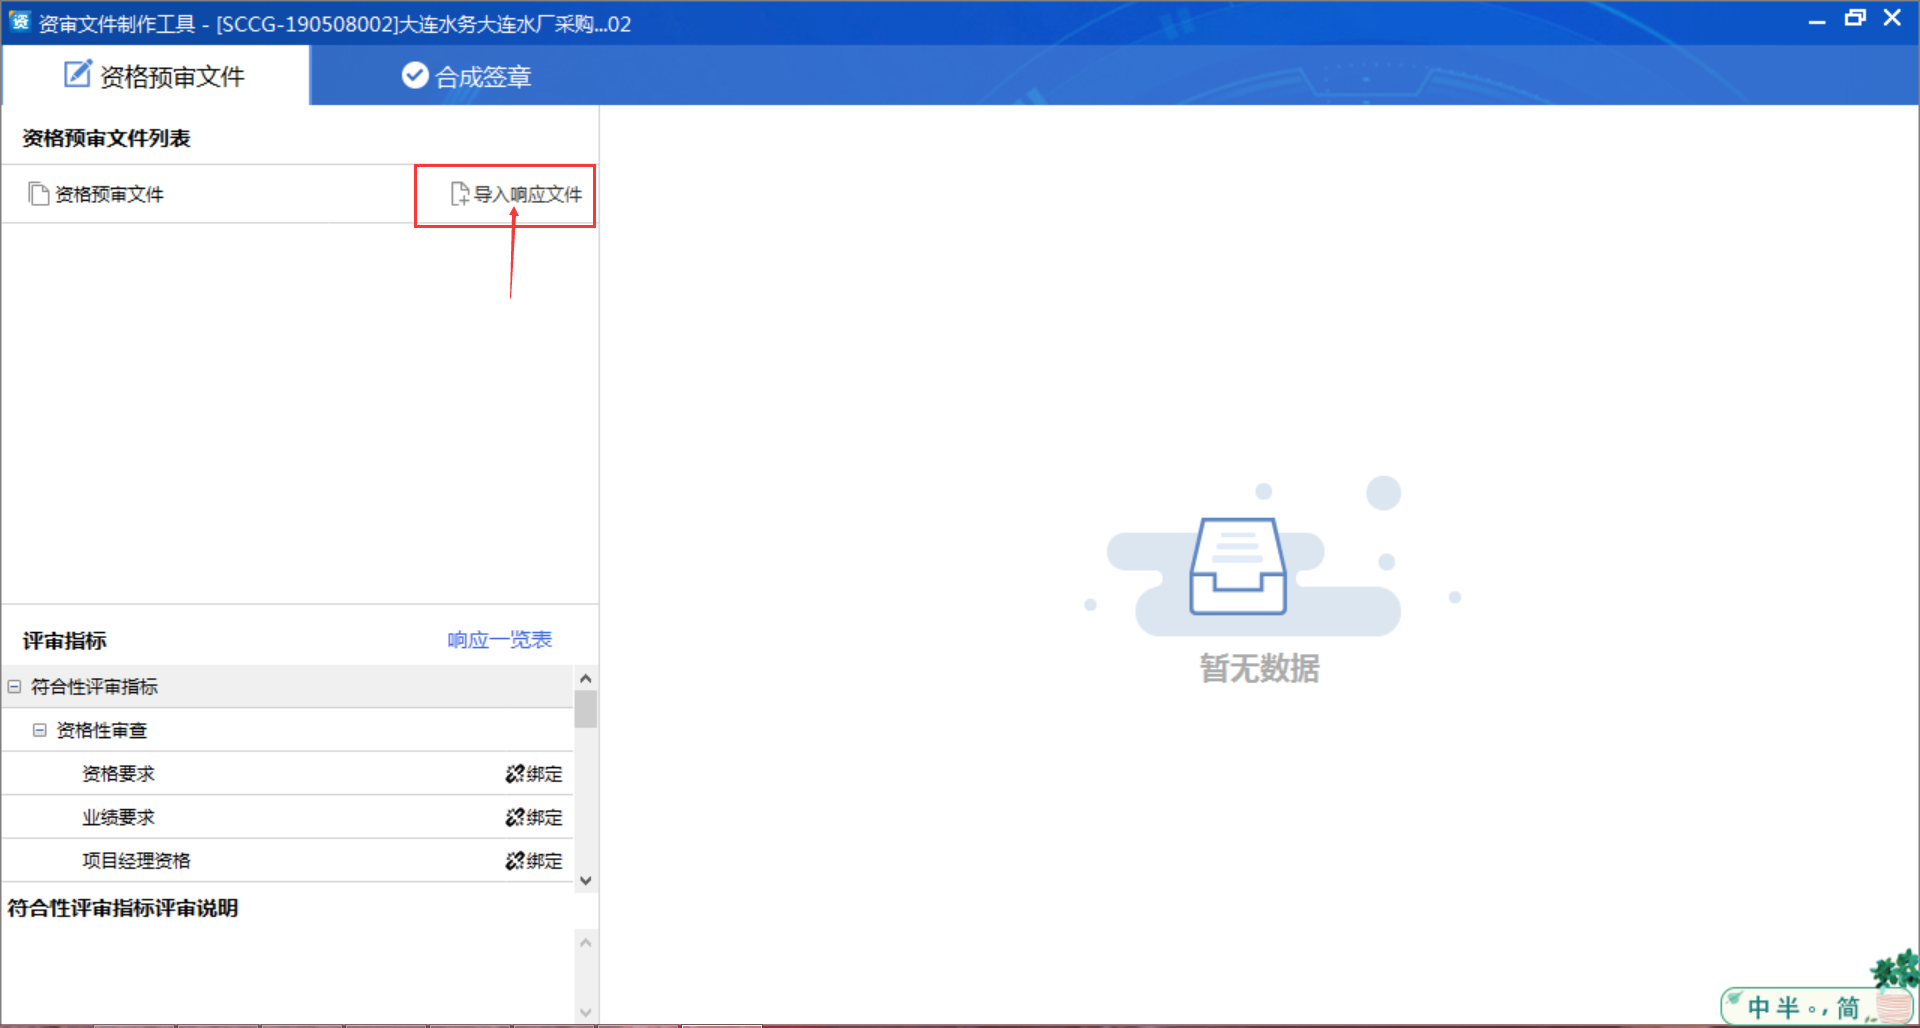 资 资审文件制作工具 - [SCCG-190508002]大连水务大连水厂采购...02
资格预审文件 合成签章
资格预审文件列表
资格预审文件 导入响应文件
评审指标 响应一览表
符合性评审指标
资格性审查
资格要求 绑定
业绩要求 绑定
项目经理资格 绑定
符合性评审指标评审说明
暂无数据
中 半 。, 简